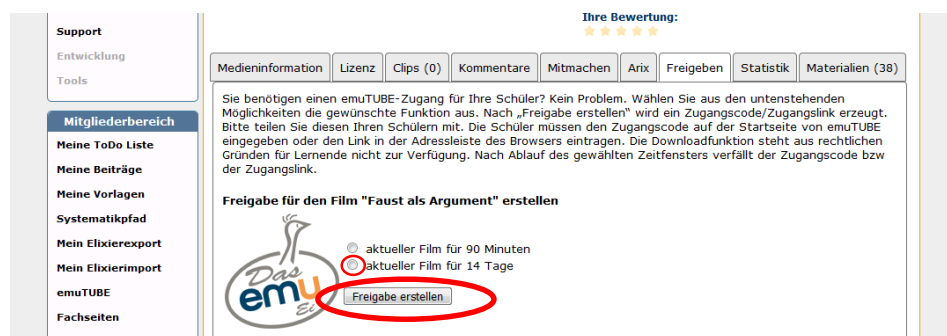 Ihre Bewertung:
Support
Entwicklung
Tools
Mitgliederbereich
Meine ToDo Liste
Meine Beiträge
Meine Vorlagen
Systematikpfad
Mein Elixierexport
Mein Elixierimport
emuTUBE
Fachseiten
Medieninformation Lizenz Clips (0) Kommentare Mitmachen Arix Freigeben Statistik Materialien (38)
Sie benötigen einen emuTUBE-Zugang für Ihre Schüler? Kein Problem. Wählen Sie aus den untenstehenden
Möglichkeiten die gewünschte Funktion aus. Nach „Freigabe erstellen“ wird ein Zugangscode/Zugangslink erzeugt.
Bitte teilen Sie diesen Ihren Schülern mit. Die Schüler müssen den Zugangscode auf der Startseite von emuTUBE
eingegeben oder den Link in der Adressleiste des Browsers eintragen. Die Downloadfunktion steht aus rechtlichen
Gründen für Lernende nicht zur Verfügung. Nach Ablauf des gewählten Zeitfensters verfällt der Zugangscode bzw
der Zugangslink.
Freigabe für den Film "Faust als Argument" erstellen
aktueller Film für 90 Minuten
aktueller Film für 14 Tage
Freigabe erstellen
Das
emu
Ei